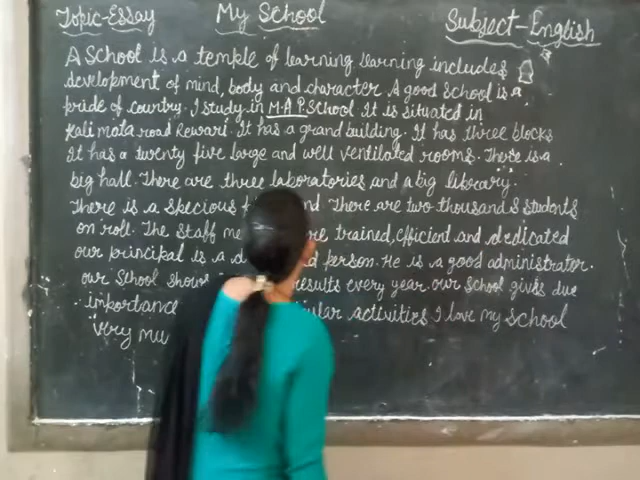 Topic-Essay My School Subject-English
A School is a temple of learning learning includes
development of mind, body and character A good School is a
pride of country. I study in M.A.P. School It is situated in
Kali mata road Rewari. It has a grand building. It has three blocks
It has a twenty five large and well ventilated rooms. There is a
big hall. There are three laboratories and a big library.
There is a specious There are two thousand students
on roll. The staff are trained, efficient and dedicated
our principal is a person. He is a good administrator.
our School results every year. our school gives due
importance activities I love my School
very